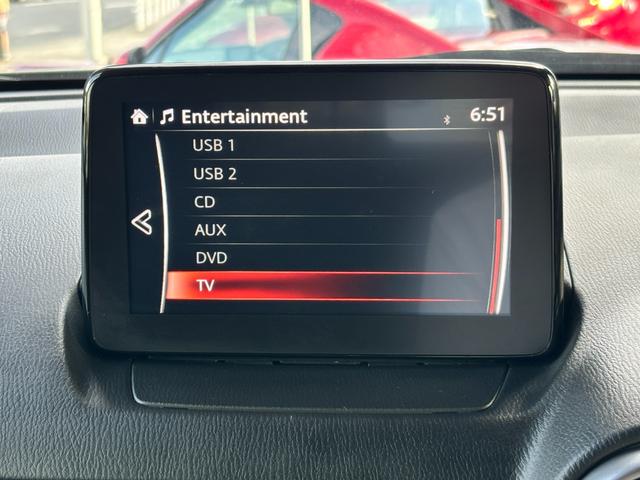 Entertainment 6:51
USB 1
USB 2
CD
AUX
DVD
TV